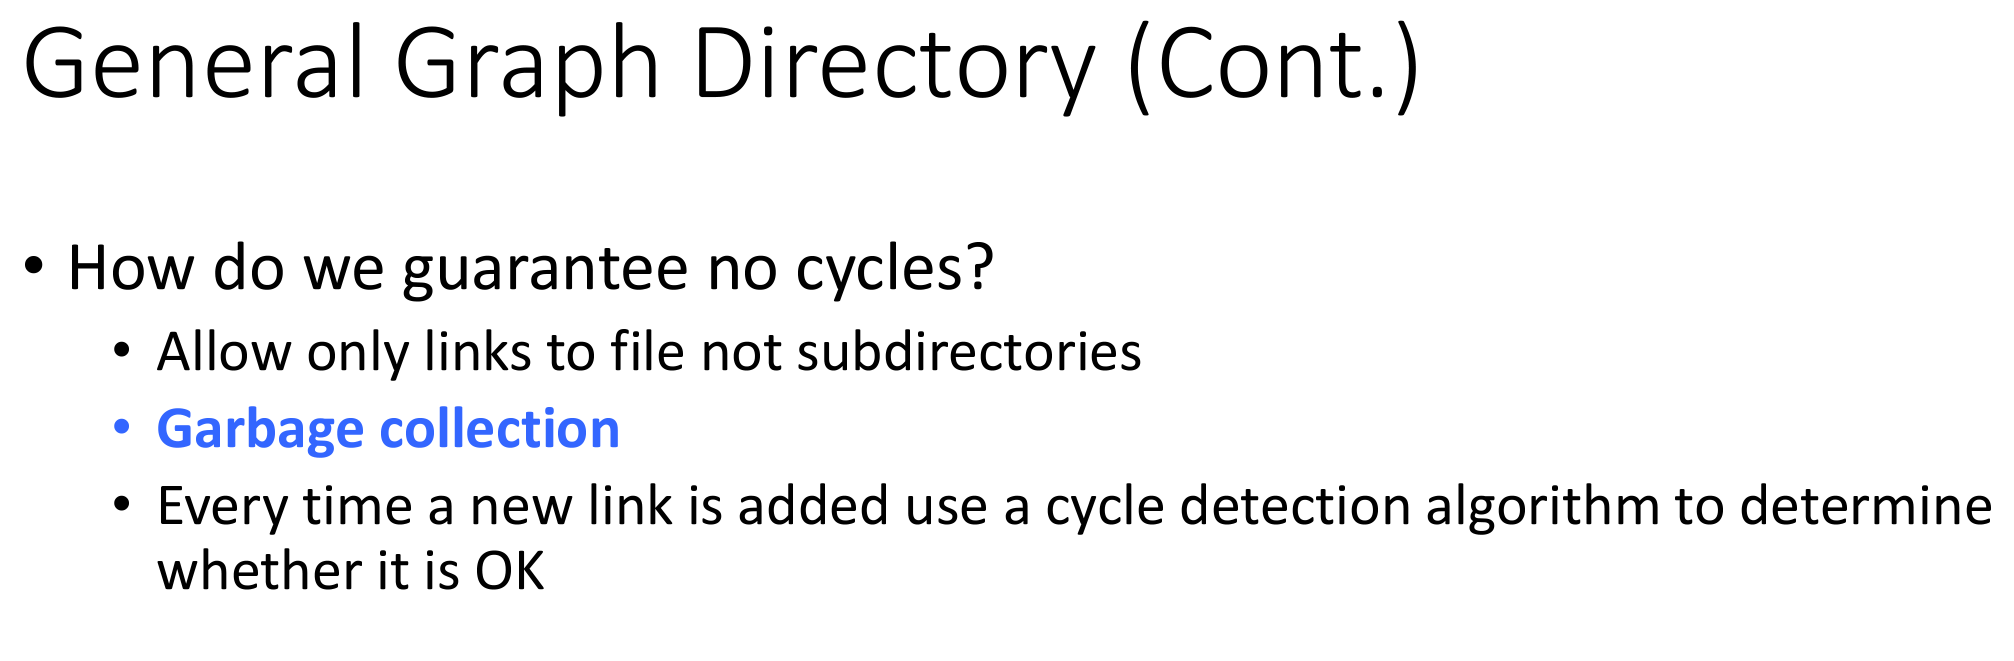 General Graph Directory (Cont.)
• How do we guarantee no cycles?
• Allow only links to file not subdirectories
• Garbage collection
• Every time a new link is added use a cycle detection algorithm to determine
whether it is OK